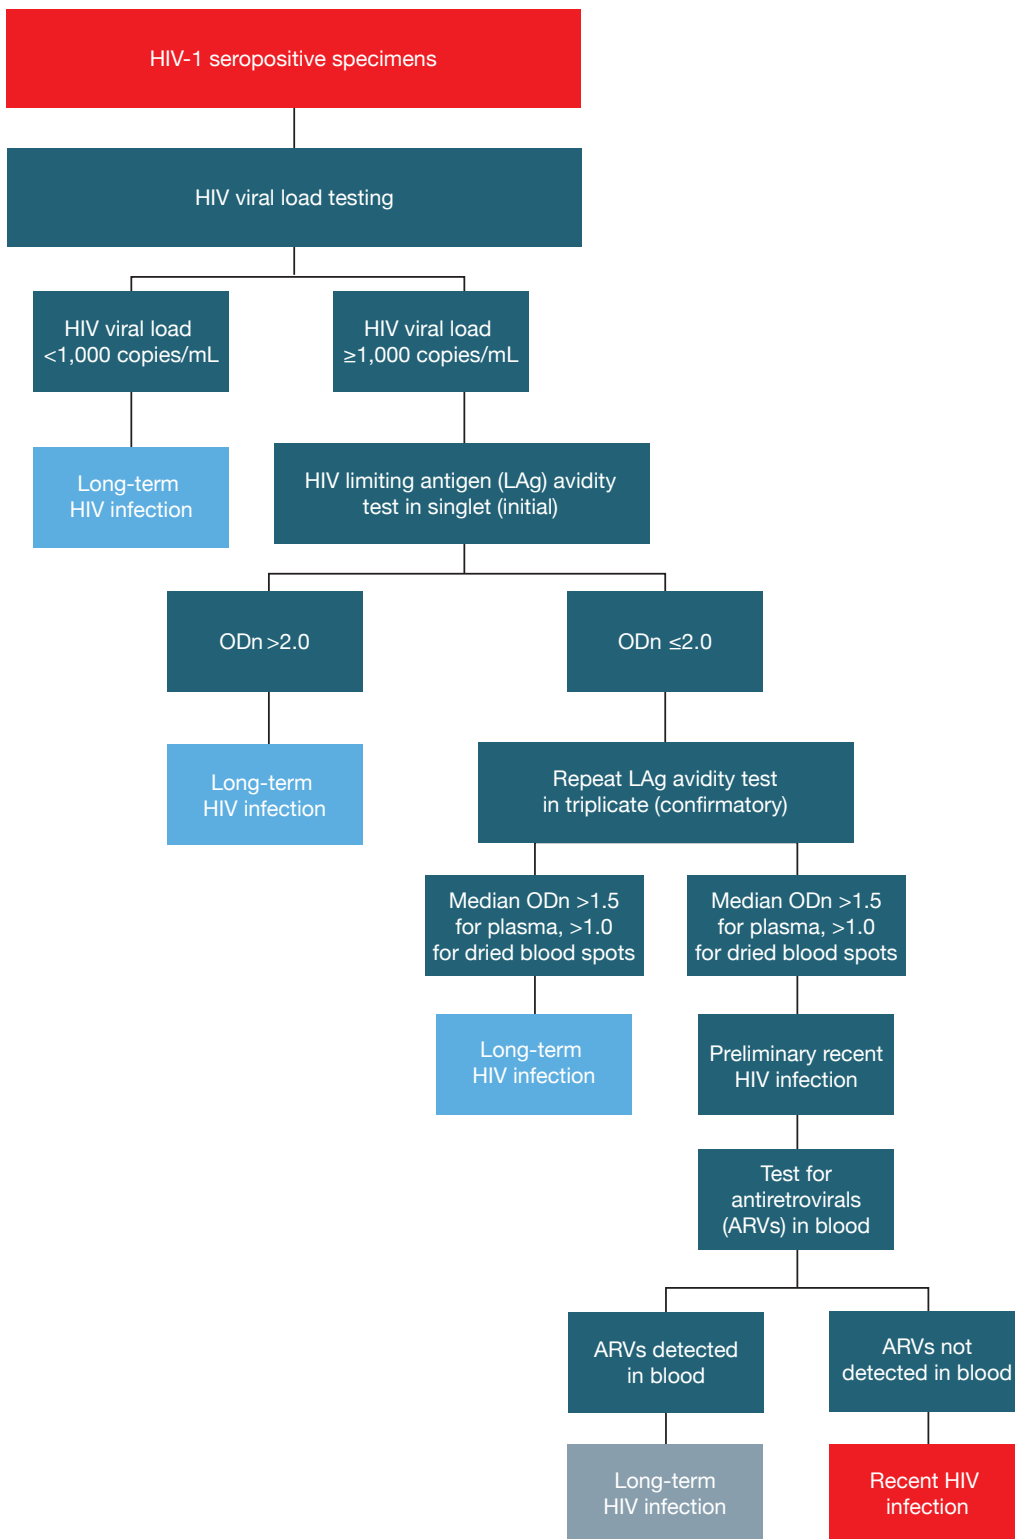 HIV-1 seropositive specimens
HIV viral load testing
HIV viral load
<1,000 copies/mL
HIV viral load
≥1,000 copies/mL
Long-term
HIV infection
HIV limiting antigen (LAg) avidity
test in singlet (initial)
ODn >2.0
ODn ≤2.0
Long-term
HIV infection
Repeat LAg avidity test
in triplicate (confirmatory)
Median ODn >1.5
for plasma, >1.0
for dried blood spots
Median ODn >1.5
for plasma, >1.0
for dried blood spots
Long-term
HIV infection
Preliminary recent
HIV infection
Test for
antiretrovirals
(ARVs) in blood
ARVs detected
in blood
ARVs not
detected in blood
Long-term
HIV infection
Recent HIV
infection